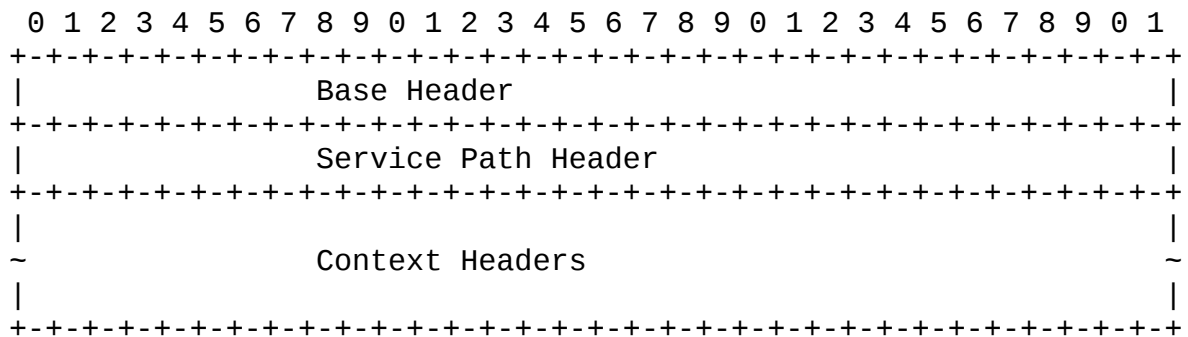 0 1 2 3 4 5 6 7 8 9 0 1 2 3 4 5 6 7 8 9 0 1 2 3 4 5 6 7 8 9 0 1
+-+-+-+-+-+-+-+-+-+-+-+-+-+-+-+-+-+-+-+-+-+-+-+-+-+-+-+-+-+-+-+-+
|                Base Header                                    |
+-+-+-+-+-+-+-+-+-+-+-+-+-+-+-+-+-+-+-+-+-+-+-+-+-+-+-+-+-+-+-+-+
|                Service Path Header                            |
+-+-+-+-+-+-+-+-+-+-+-+-+-+-+-+-+-+-+-+-+-+-+-+-+-+-+-+-+-+-+-+-+
|                                                               |
~                Context Headers                                ~
|                                                               |
+-+-+-+-+-+-+-+-+-+-+-+-+-+-+-+-+-+-+-+-+-+-+-+-+-+-+-+-+-+-+-+-+